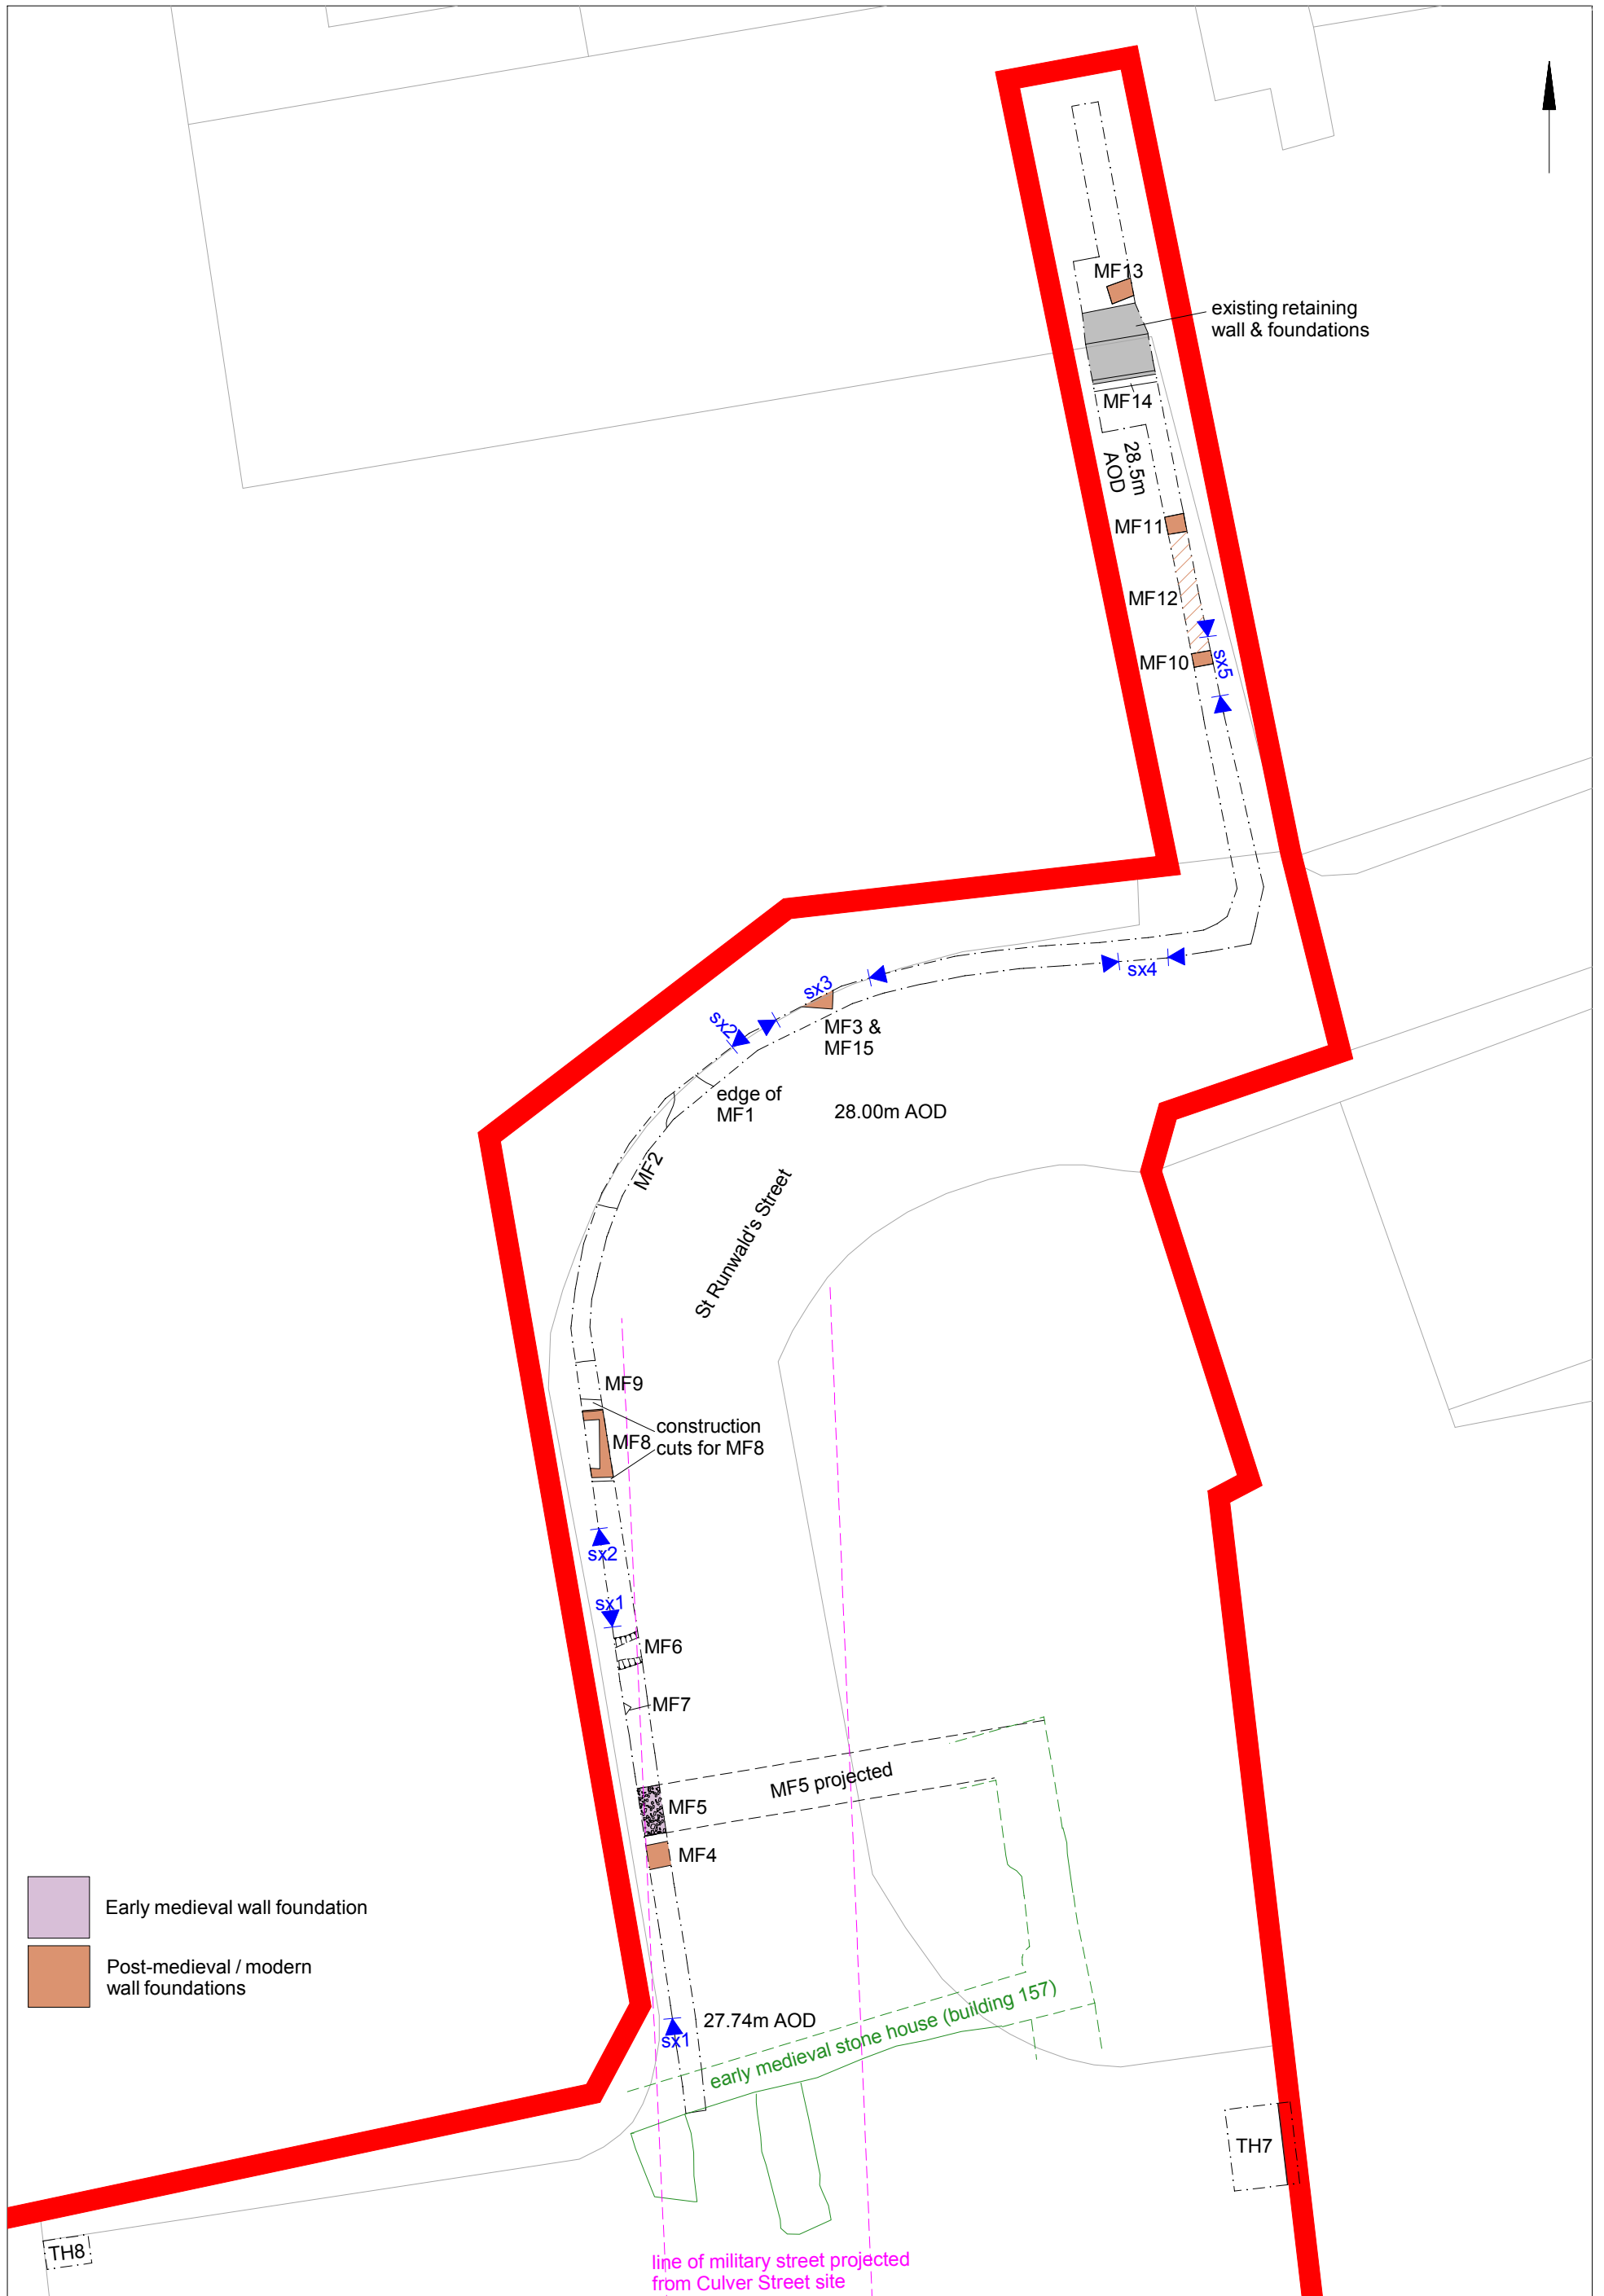 MF13
existing retaining
wall & foundations
MF14
28.5m
AOD
MF11
MF12
MF10
sx5
sx4
sx3
sx2
MF3 &
MF15
edge of
MF1
28.00m AOD
MF2
St Runwald's Street
MF9
construction
cuts for MF8
MF8
sx2
sx1
MF6
MF7
MF5 projected
MF5
MF4
Early medieval wall foundation
Post-medieval / modern
wall foundations
27.74m AOD
sx1
early medieval stone house (building 157)
TH7
TH8
line of military street projected
from Culver Street site